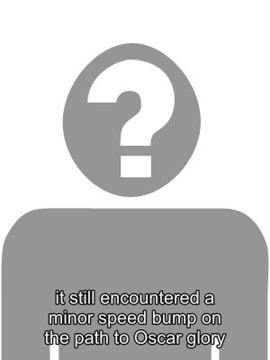 ?
it still encountered a
minor speed bump on
the path to Oscar glory